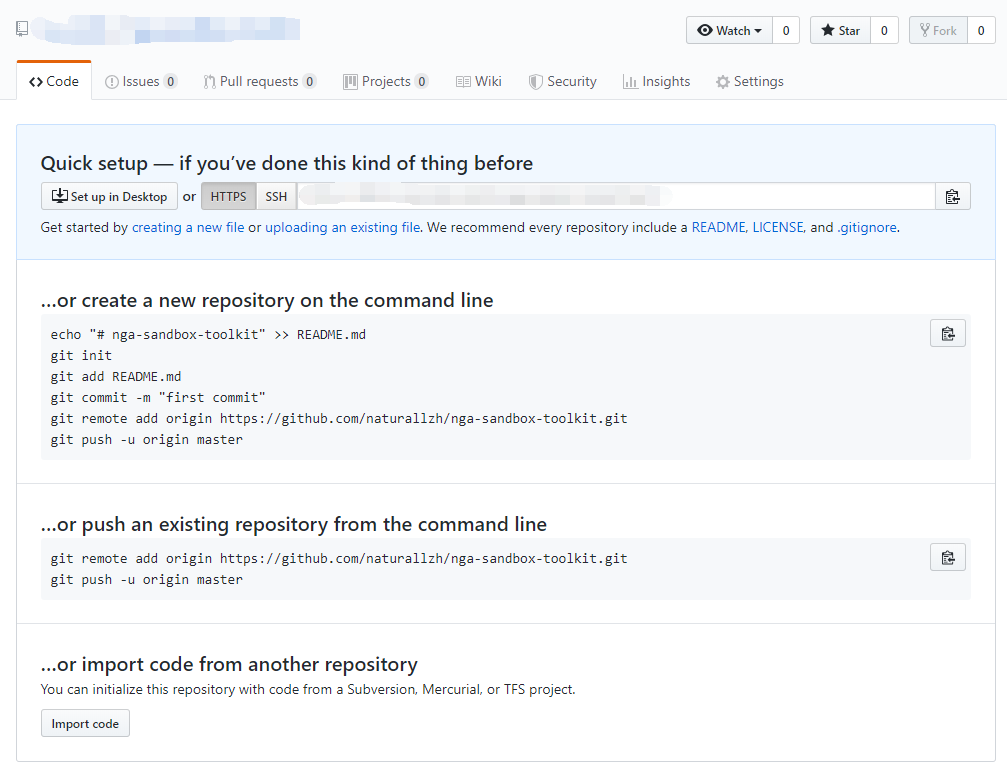 Watch 0 Star 0 Fork 0
Code Issues 0 Pull requests 0 Projects 0 Wiki Security Insights Settings
Quick setup — if you’ve done this kind of thing before
Set up in Desktop or HTTPS SSH
Get started by creating a new file or uploading an existing file. We recommend every repository include a README, LICENSE, and .gitignore.
…or create a new repository on the command line
echo "# nga-sandbox-toolkit" >> README.md
git init
git add README.md
git commit -m "first commit"
git remote add origin https://github.com/naturallzh/nga-sandbox-toolkit.git
git push -u origin master
…or push an existing repository from the command line
git remote add origin https://github.com/naturallzh/nga-sandbox-toolkit.git
git push -u origin master
…or import code from another repository
You can initialize this repository with code from a Subversion, Mercurial, or TFS project.
Import code